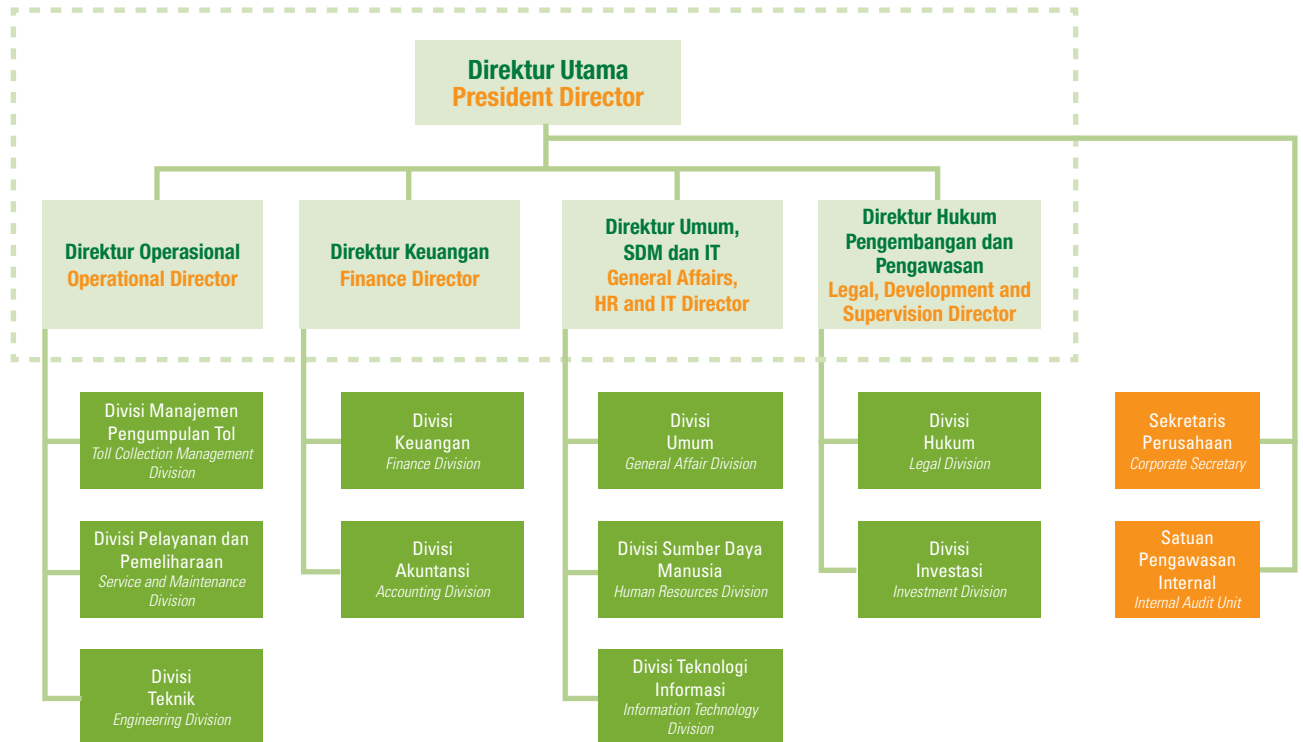 Direktur Utama
President Director
Direktur Operasional
Operational Director
Direktur Keuangan
Finance Director
Direktur Umum,
SDM dan IT
General Affairs,
HR and IT Director
Direktur Hukum
Pengembangan dan
Pengawasan
Legal, Development and
Supervision Director
Divisi Manajemen
Pengumpulan Tol
Toll Collection Management
Division
Divisi
Keuangan
Finance Division
Divisi
Umum
General Affair Division
Divisi
Hukum
Legal Division
Sekretaris
Perusahaan
Corporate Secretary
Divisi Pelayanan dan
Pemeliharaan
Service and Maintenance
Division
Divisi
Akuntansi
Accounting Division
Divisi Sumber Daya
Manusia
Human Resources Division
Divisi
Investasi
Investment Division
Satuan
Pengawasan
Internal
Internal Audit Unit
Divisi
Teknik
Engineering Division
Divisi Teknologi
Informasi
Information Technology
Division